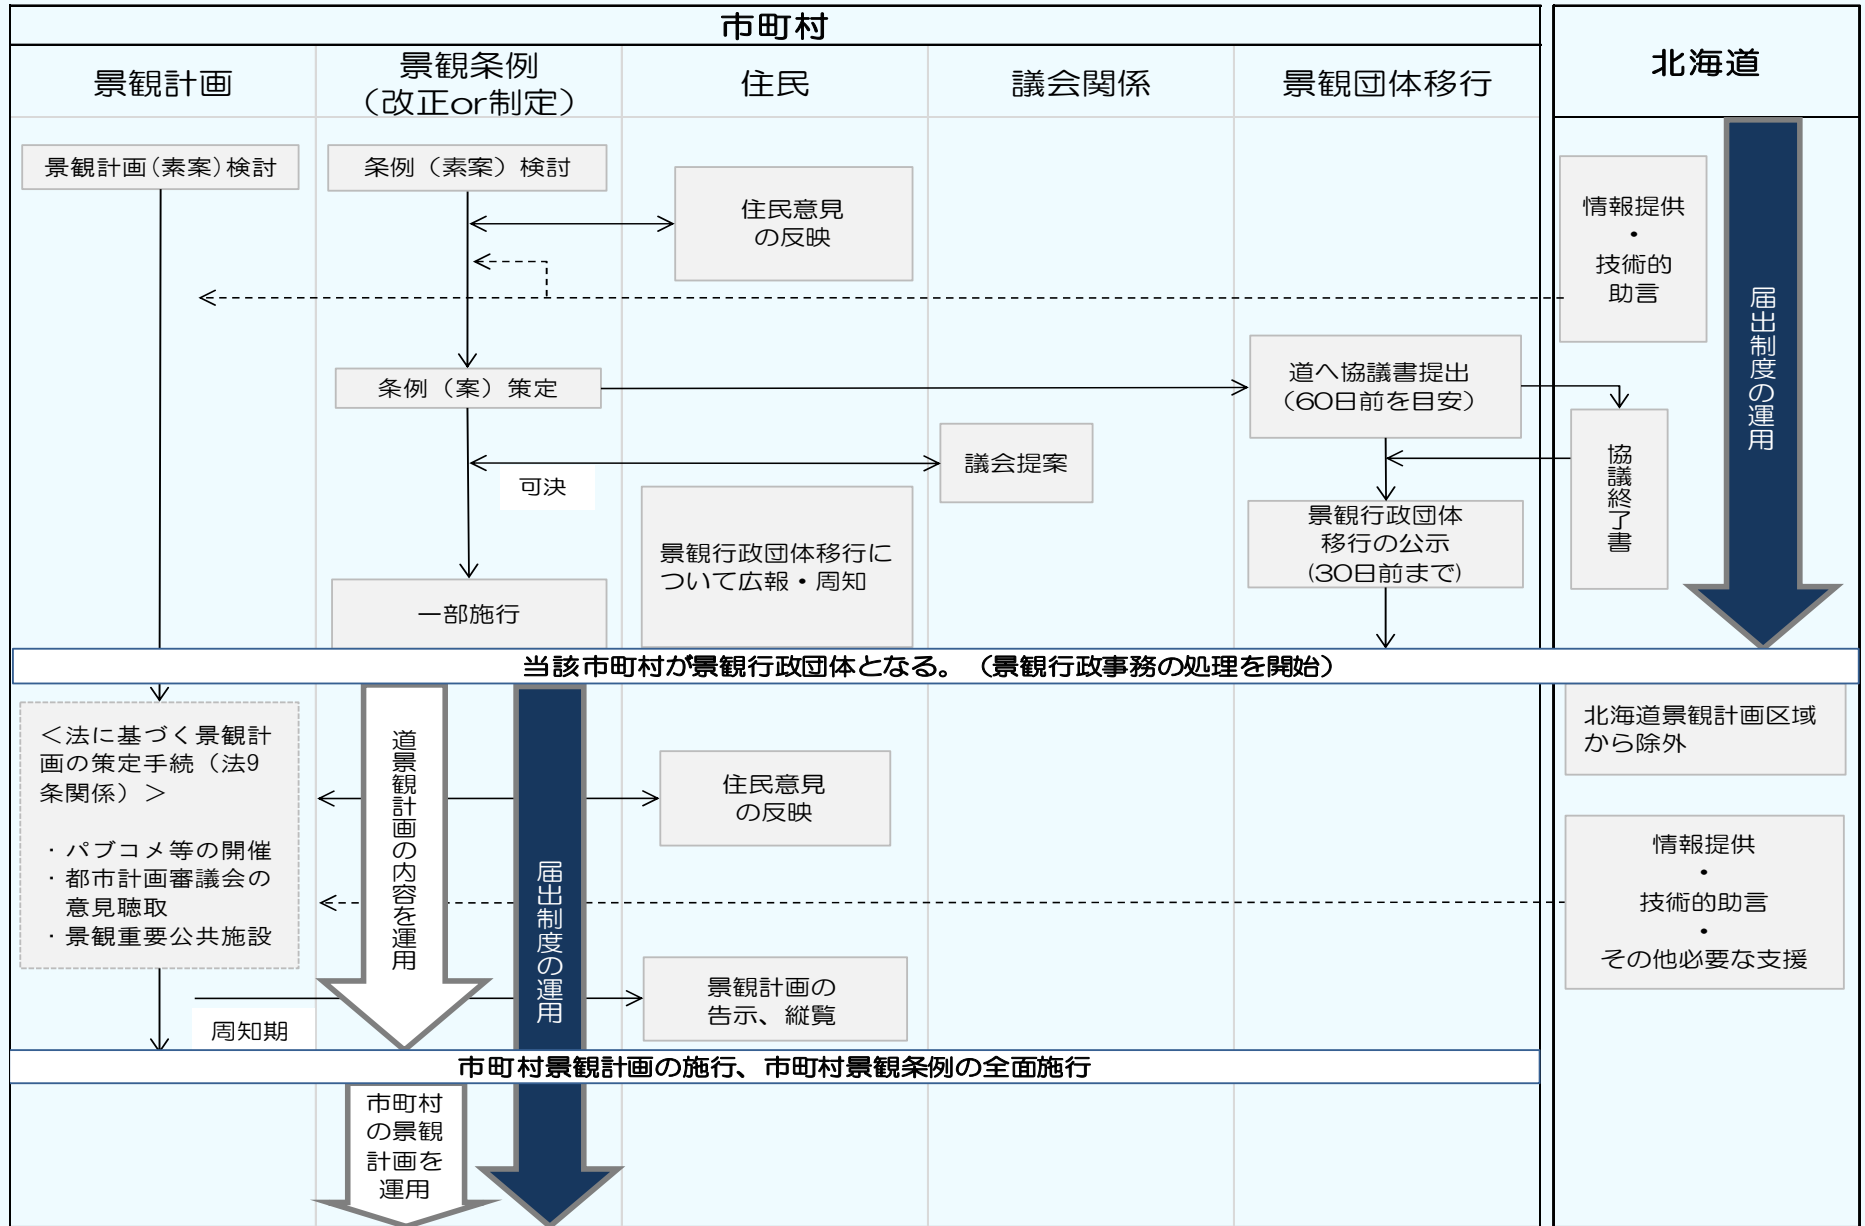 市町村
北海道
景観計画
景観条例
（改正or制定）
住民
議会関係
景観団体移行
景観計画（素案）検討
条例（素案）検討
住民意見
の反映
情報提供
・
技術的
助言
届出制度の運用
条例（案）策定
道へ協議書提出
（60日前を目安）
協議終了書
議会提案
可決
景観行政団体移行に
ついて広報・周知
景観行政団体
移行の公示
(30日前まで)
一部施行
当該市町村が景観行政団体となる。（景観行政事務の処理を開始）
＜法に基づく景観計
画の策定手続（法9
条関係）＞
・パブコメ等の開催
・都市計画審議会の
意見聴取
・景観重要公共施設
道景観計画の内容を運用
届出制度の運用
住民意見
の反映
北海道景観計画区域
から除外
情報提供
・
技術的助言
・
その他必要な支援
景観計画の
告示、縦覧
周知期
市町村景観計画の施行、市町村景観条例の全面施行
市町村
の景観
計画を
運用